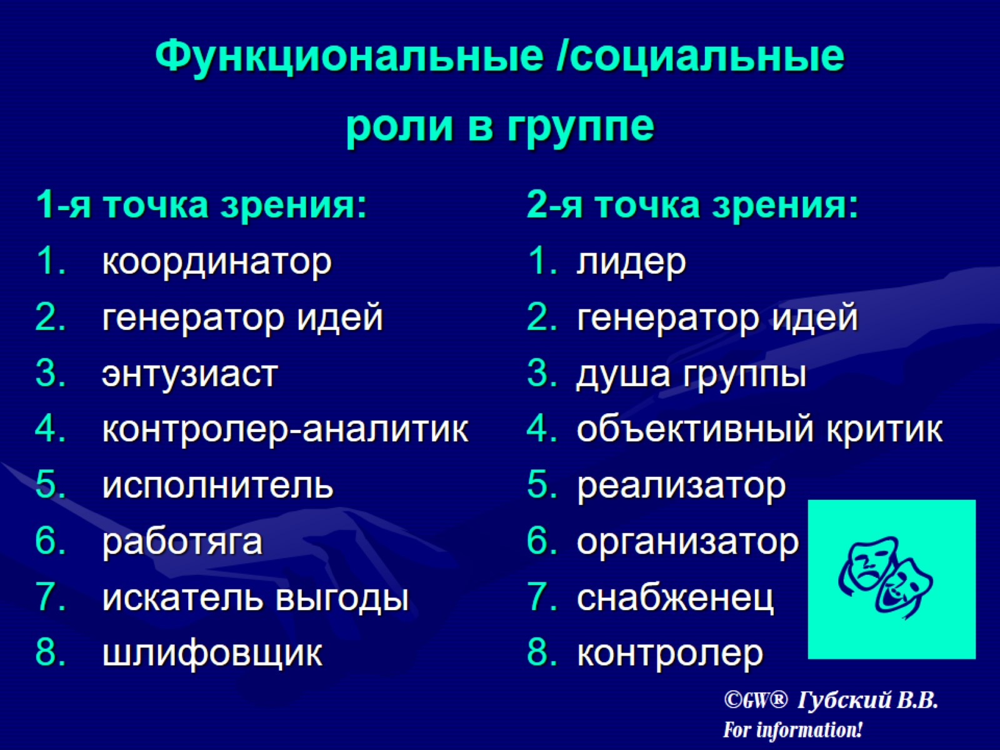 Функциональные /социальные
роли в группе
1-я точка зрения:
1. координатор
2. генератор идей
3. энтузиаст
4. контролер-аналитик
5. исполнитель
6. работяга
7. искатель выгоды
8. шлифовщик
2-я точка зрения:
1. лидер
2. генератор идей
3. душа группы
4. объективный критик
5. реализатор
6. организатор
7. снабженец
8. контролер
©GW® Губский В.В.
For information!